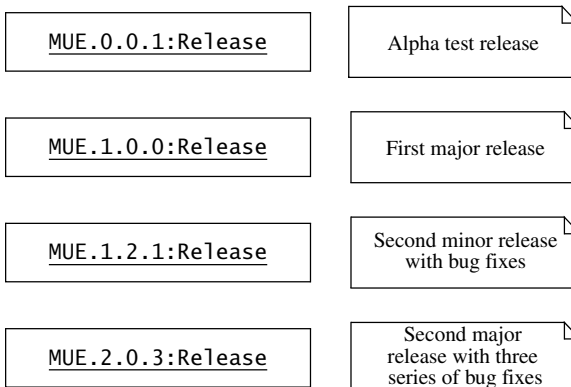 MUE.0.0.1:Release
Alpha test release
MUE.1.0.0:Release
First major release
MUE.1.2.1:Release
Second minor release
with bug fixes
MUE.2.0.3:Release
Second major
release with three
series of bug fixes